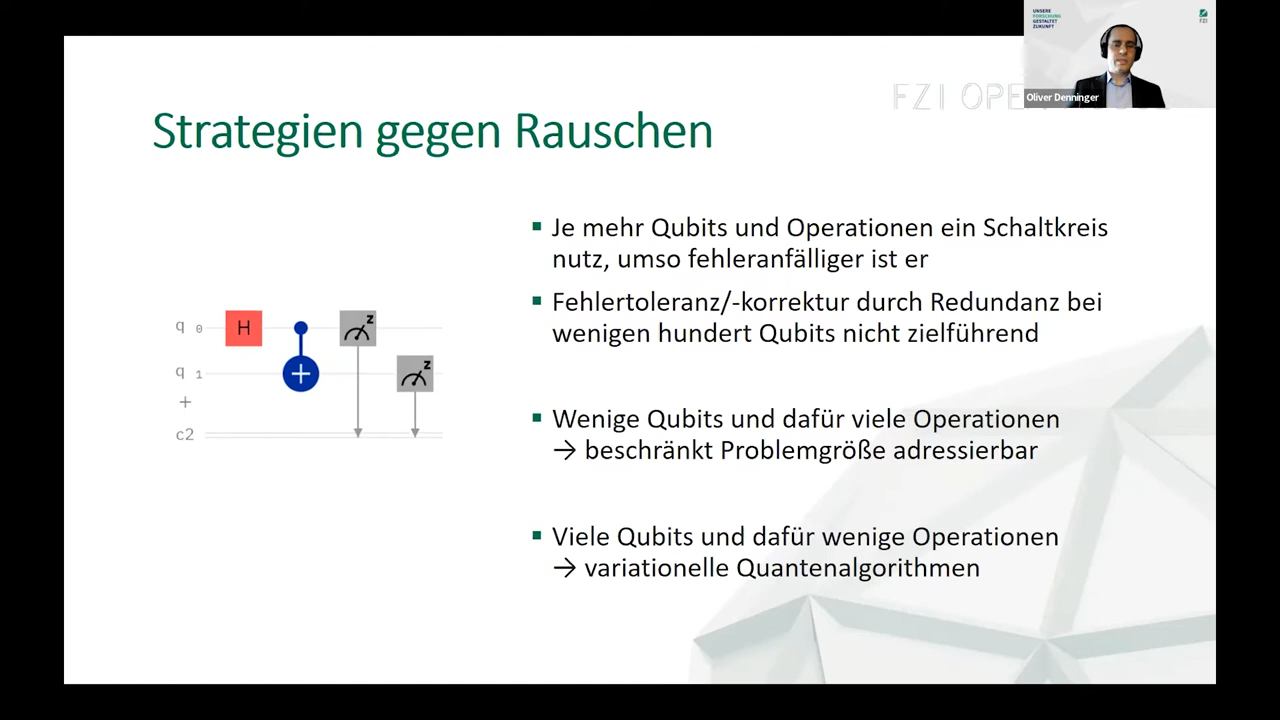 UNSERE
FORSCHUNG
GESTALTET
ZUKUNFT
FZI
Oliver Denninger
FZI OPE
Strategien gegen Rauschen
Je mehr Qubits und Operationen ein Schaltkreis
nutz, umso fehleranfälliger ist er
Fehlertoleranz/-korrektur durch Redundanz bei
wenigen hundert Qubits nicht zielführend
Wenige Qubits und dafür viele Operationen
→ beschränkt Problemgröße adressierbar
Viele Qubits und dafür wenige Operationen
→ variationelle Quantenalgorithmen
q 0 H z
q 1 + z
+
c2